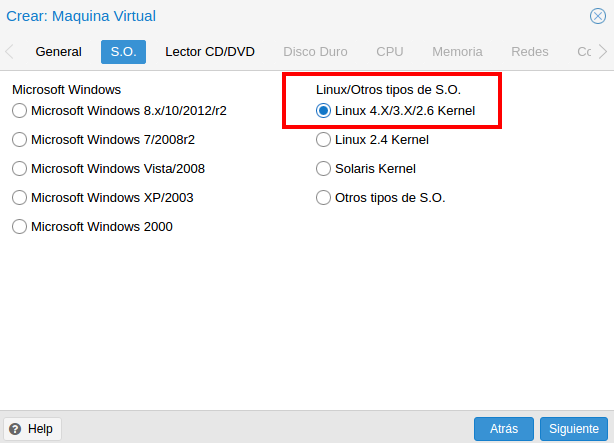 Crear: Maquina Virtual
General S.O. Lector CD/DVD Disco Duro CPU Memoria Redes Cc
Microsoft Windows
Microsoft Windows 8.x/10/2012/r2
Microsoft Windows 7/2008r2
Microsoft Windows Vista/2008
Microsoft Windows XP/2003
Microsoft Windows 2000
Linux/Otros tipos de S.O.
Linux 4.X/3.X/2.6 Kernel
Linux 2.4 Kernel
Solaris Kernel
Otros tipos de S.O.
? Help Atrás Siguiente